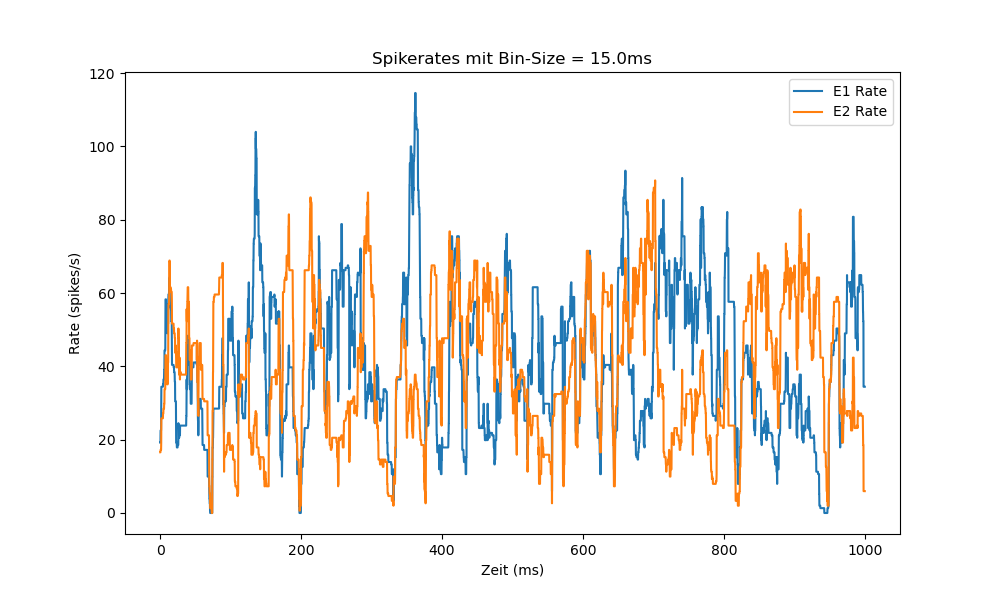 Spikerates mit Bin-Size = 15.0ms
E1 Rate
E2 Rate
Rate (spikes/s)
120
100
80
60
40
20
0
0 200 400 600 800 1000
Zeit (ms)